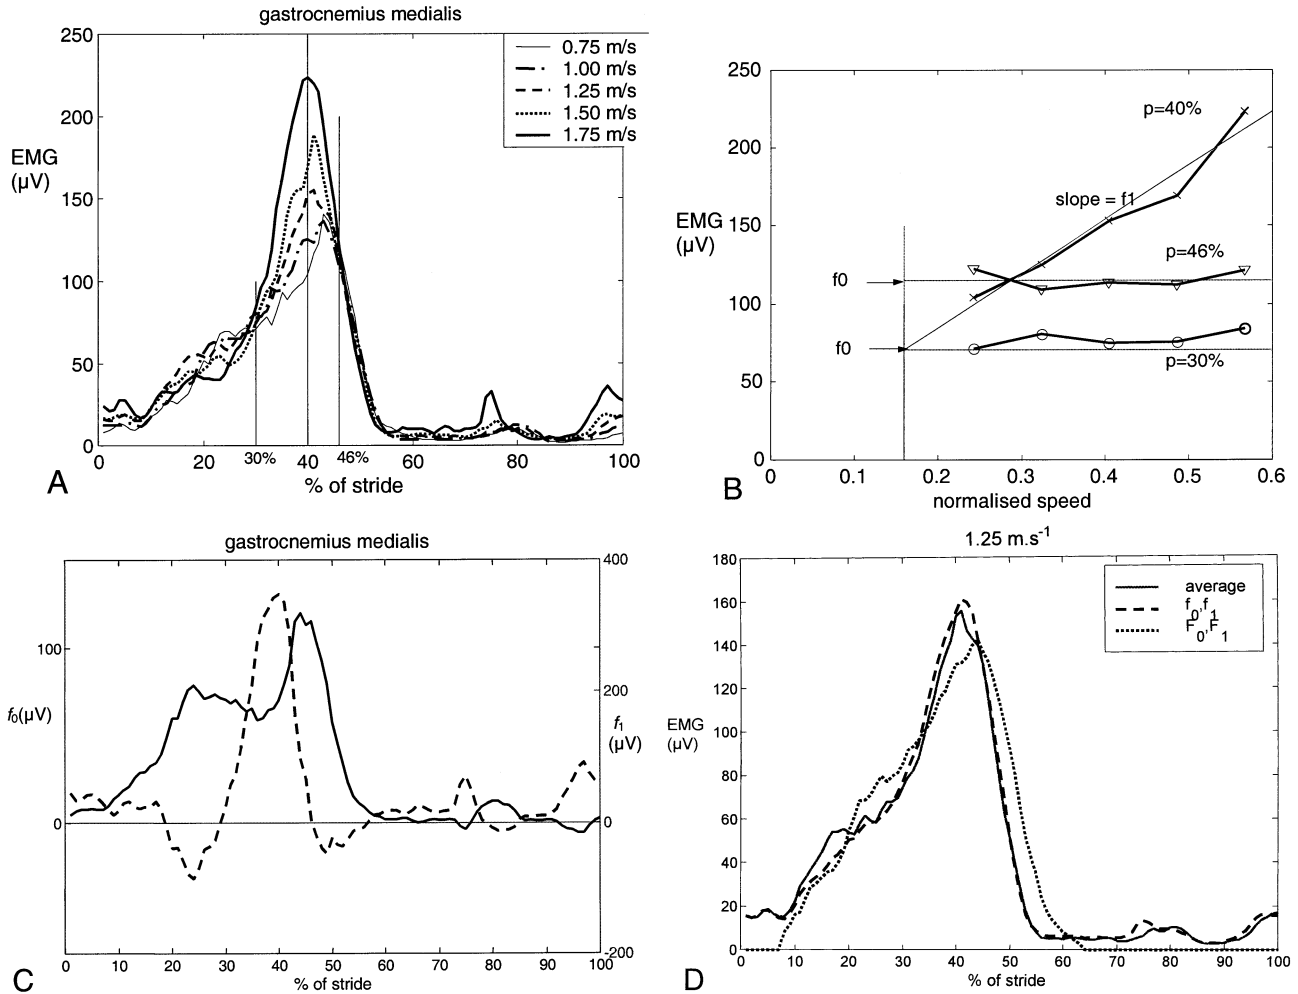 gastrocnemius medialis
250
200
150
100
50
0
EMG
(µV)
0.75 m/s
1.00 m/s
1.25 m/s
1.50 m/s
1.75 m/s
0
20
30%
40
46%
60
80
100
% of stride
A
250
200
150
100
50
0
EMG
(µV)
p=40%
slope = f1
p=46%
f0
f0
p=30%
0
0.1
0.2
0.3
0.4
0.5
0.6
normalised speed
B
gastrocnemius medialis
100
0
f0(µV)
400
200
0
-200
f1
(µV)
0
10
20
30
40
50
60
70
80
90
100
% of stride
C
1.25 m.s-1
180
160
140
120
100
80
60
40
20
0
EMG
(µV)
average
f0,f1
F0,F1
0
10
20
30
40
50
60
70
80
90
100
% of stride
D